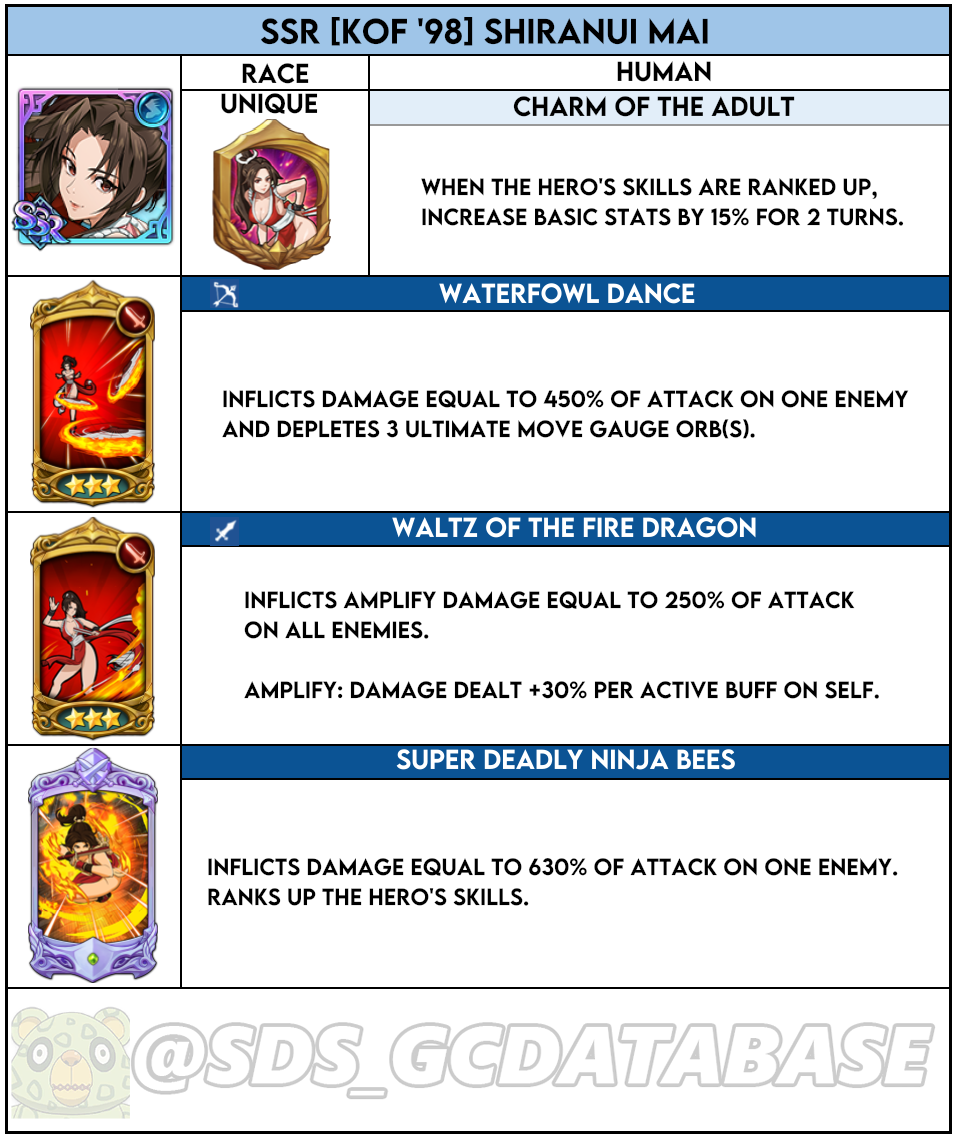 SSR [KOF '98] SHIRANUI MAI
RACE
HUMAN
UNIQUE
CHARM OF THE ADULT
SSR
WHEN THE HERO'S SKILLS ARE RANKED UP,
INCREASE BASIC STATS BY 15% FOR 2 TURNS.
WATERFOWL DANCE
INFLICTS DAMAGE EQUAL TO 450% OF ATTACK ON ONE ENEMY
AND DEPLETES 3 ULTIMATE MOVE GAUGE ORB(S).
WALTZ OF THE FIRE DRAGON
INFLICTS AMPLIFY DAMAGE EQUAL TO 250% OF ATTACK
ON ALL ENEMIES.
AMPLIFY: DAMAGE DEALT +30% PER ACTIVE BUFF ON SELF.
SUPER DEADLY NINJA BEES
INFLICTS DAMAGE EQUAL TO 630% OF ATTACK ON ONE ENEMY.
RANKS UP THE HERO'S SKILLS.
@SDS_GCDATABASE